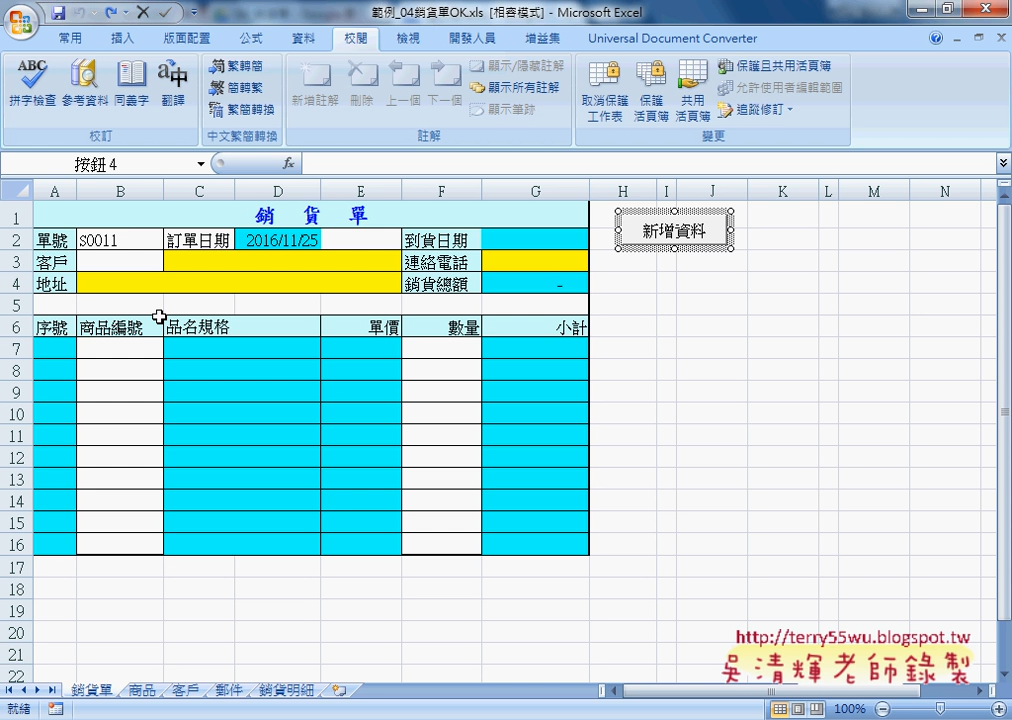 範例_04銷貨單OK.xls [相容模式] - Microsoft Excel
常用 插入 版面配置 公式 資料 校閱 檢視 開發人員 增益集 Universal Document Converter
ABC
拼字檢查 參考資料 同義字 翻譯
校訂
繁轉簡
簡轉繁
繁簡轉換
中文繁簡轉換
新增註解 刪除 上一個 下一個
顯示/隱藏註解
顯示所有註解
顯示筆跡
註解
取消保護工作表 保護活頁簿 共用活頁簿
保護且共用活頁簿
允許使用者編輯範圍
追蹤修訂
變更
按鈕 4
fx
A B C D E F G H I J K L M N
1 銷 貨 單
新增資料
2 單號 S0011 訂單日期 2016/11/25 到貨日期
3 客戶 連絡電話
4 地址 銷貨總額 -
5
6 序號 商品編號 品名規格 單價 數量 小計
7
8
9
10
11
12
13
14
15
16
17
18
19
20
21
22
http://terry55wu.blogspot.tw
吳清輝老師錄製
銷貨單 商品 客戶 郵件 銷貨明細
就緒
100%